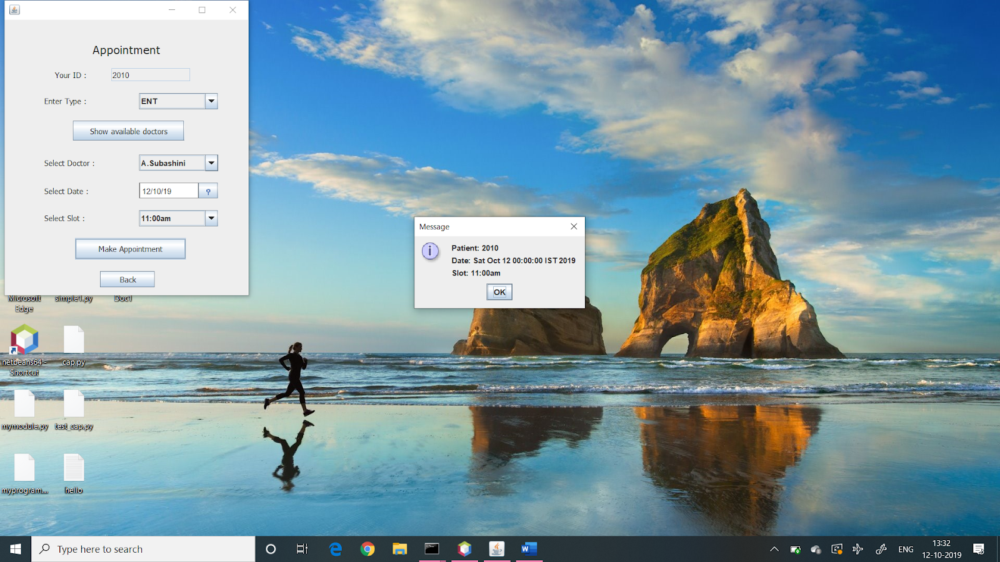 Appointment
Your ID :
2010
Enter Type :
ENT
Show available doctors
Select Doctor :
A.Subashini
Select Date :
12/10/19
Select Slot :
11:00am
Make Appointment
Back
Message
Patient: 2010
Date: Sat Oct 12 00:00:00 IST 2019
Slot: 11:00am
OK
Microsoft
Edge
simple1.py
Doc1
netbeans64 -
Shortcut
cap.py
mymodule.py
test_cap.py
myprogram....
hello
Type here to search
ENG
13:32
12-10-2019